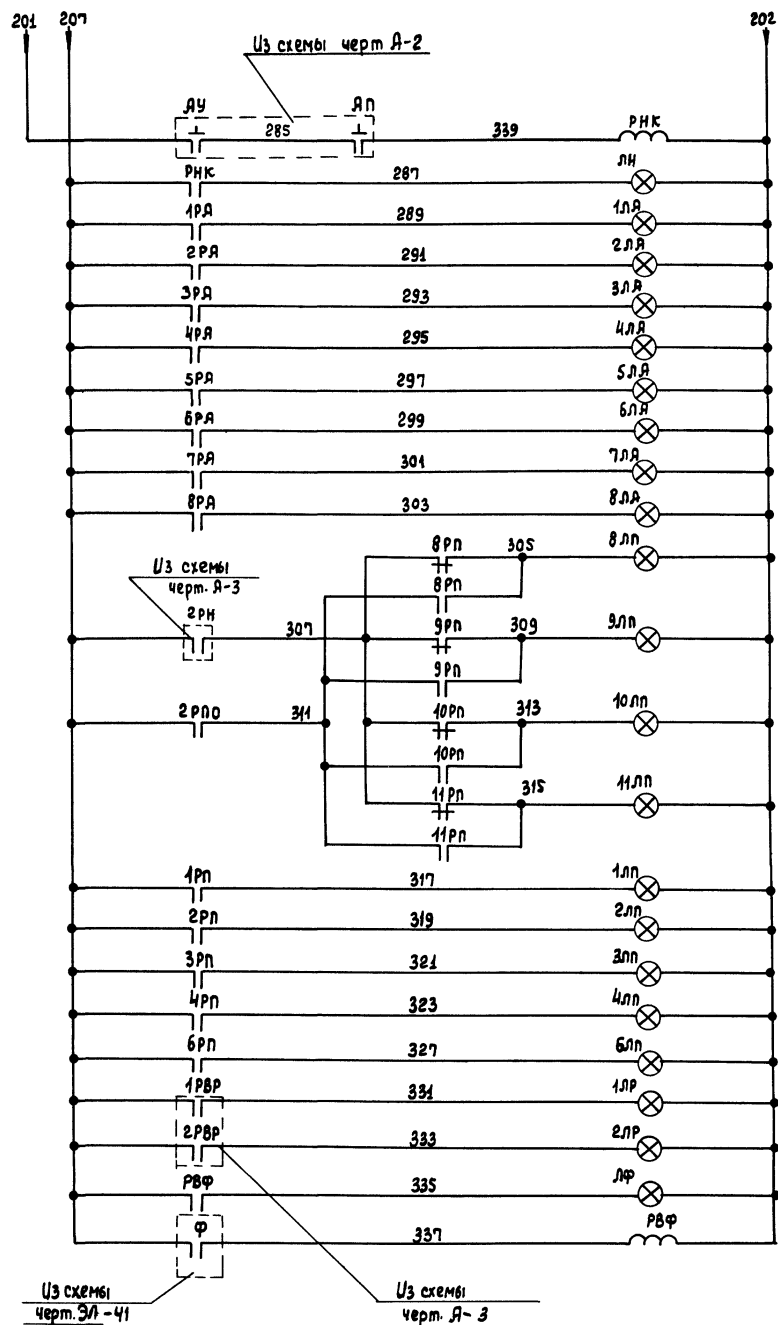 201 207 202
Из схемы черт А-2
АУ АП
285 339 РНК
РНК 287 ЛН
1РА 289 1ЛА
2РА 291 2ЛА
3РА 293 3ЛА
4РА 295 4ЛА
5РА 297 5ЛА
6РА 299 6ЛА
7РА 301 7ЛА
8РА 303 8ЛА
8РП 305 8ЛП
Из схемы
черт. А-3
8РП
2РН 307 9РП 309 9ЛП
9РП
2РПО 311 10РП 313 10ЛП
10РП
11РП 315 11ЛП
11РП
1РП 317 1ЛП
2РП 319 2ЛП
3РП 321 3ЛП
4РП 323 4ЛП
6РП 327 6ЛП
1РВР 331 1ЛР
2РВР 333 2ЛР
РВФ 335 ЛФ
Ф 337 РВФ
Из схемы
черт. ЭЛ-41
Из схемы
черт. А-3